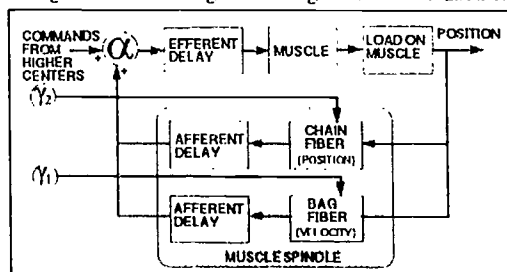 COMMANDS
FROM
HIGHER
CENTERS
+
α
+
EFFERENT
DELAY
MUSCLE
LOAD ON
MUSCLE
POSITION
(γ2)
AFFERENT
DELAY
CHAIN
FIBER
(POSITION)
(γ1)
AFFERENT
DELAY
BAG
FIBER
(VELOCITY)
MUSCLE SPINDLE